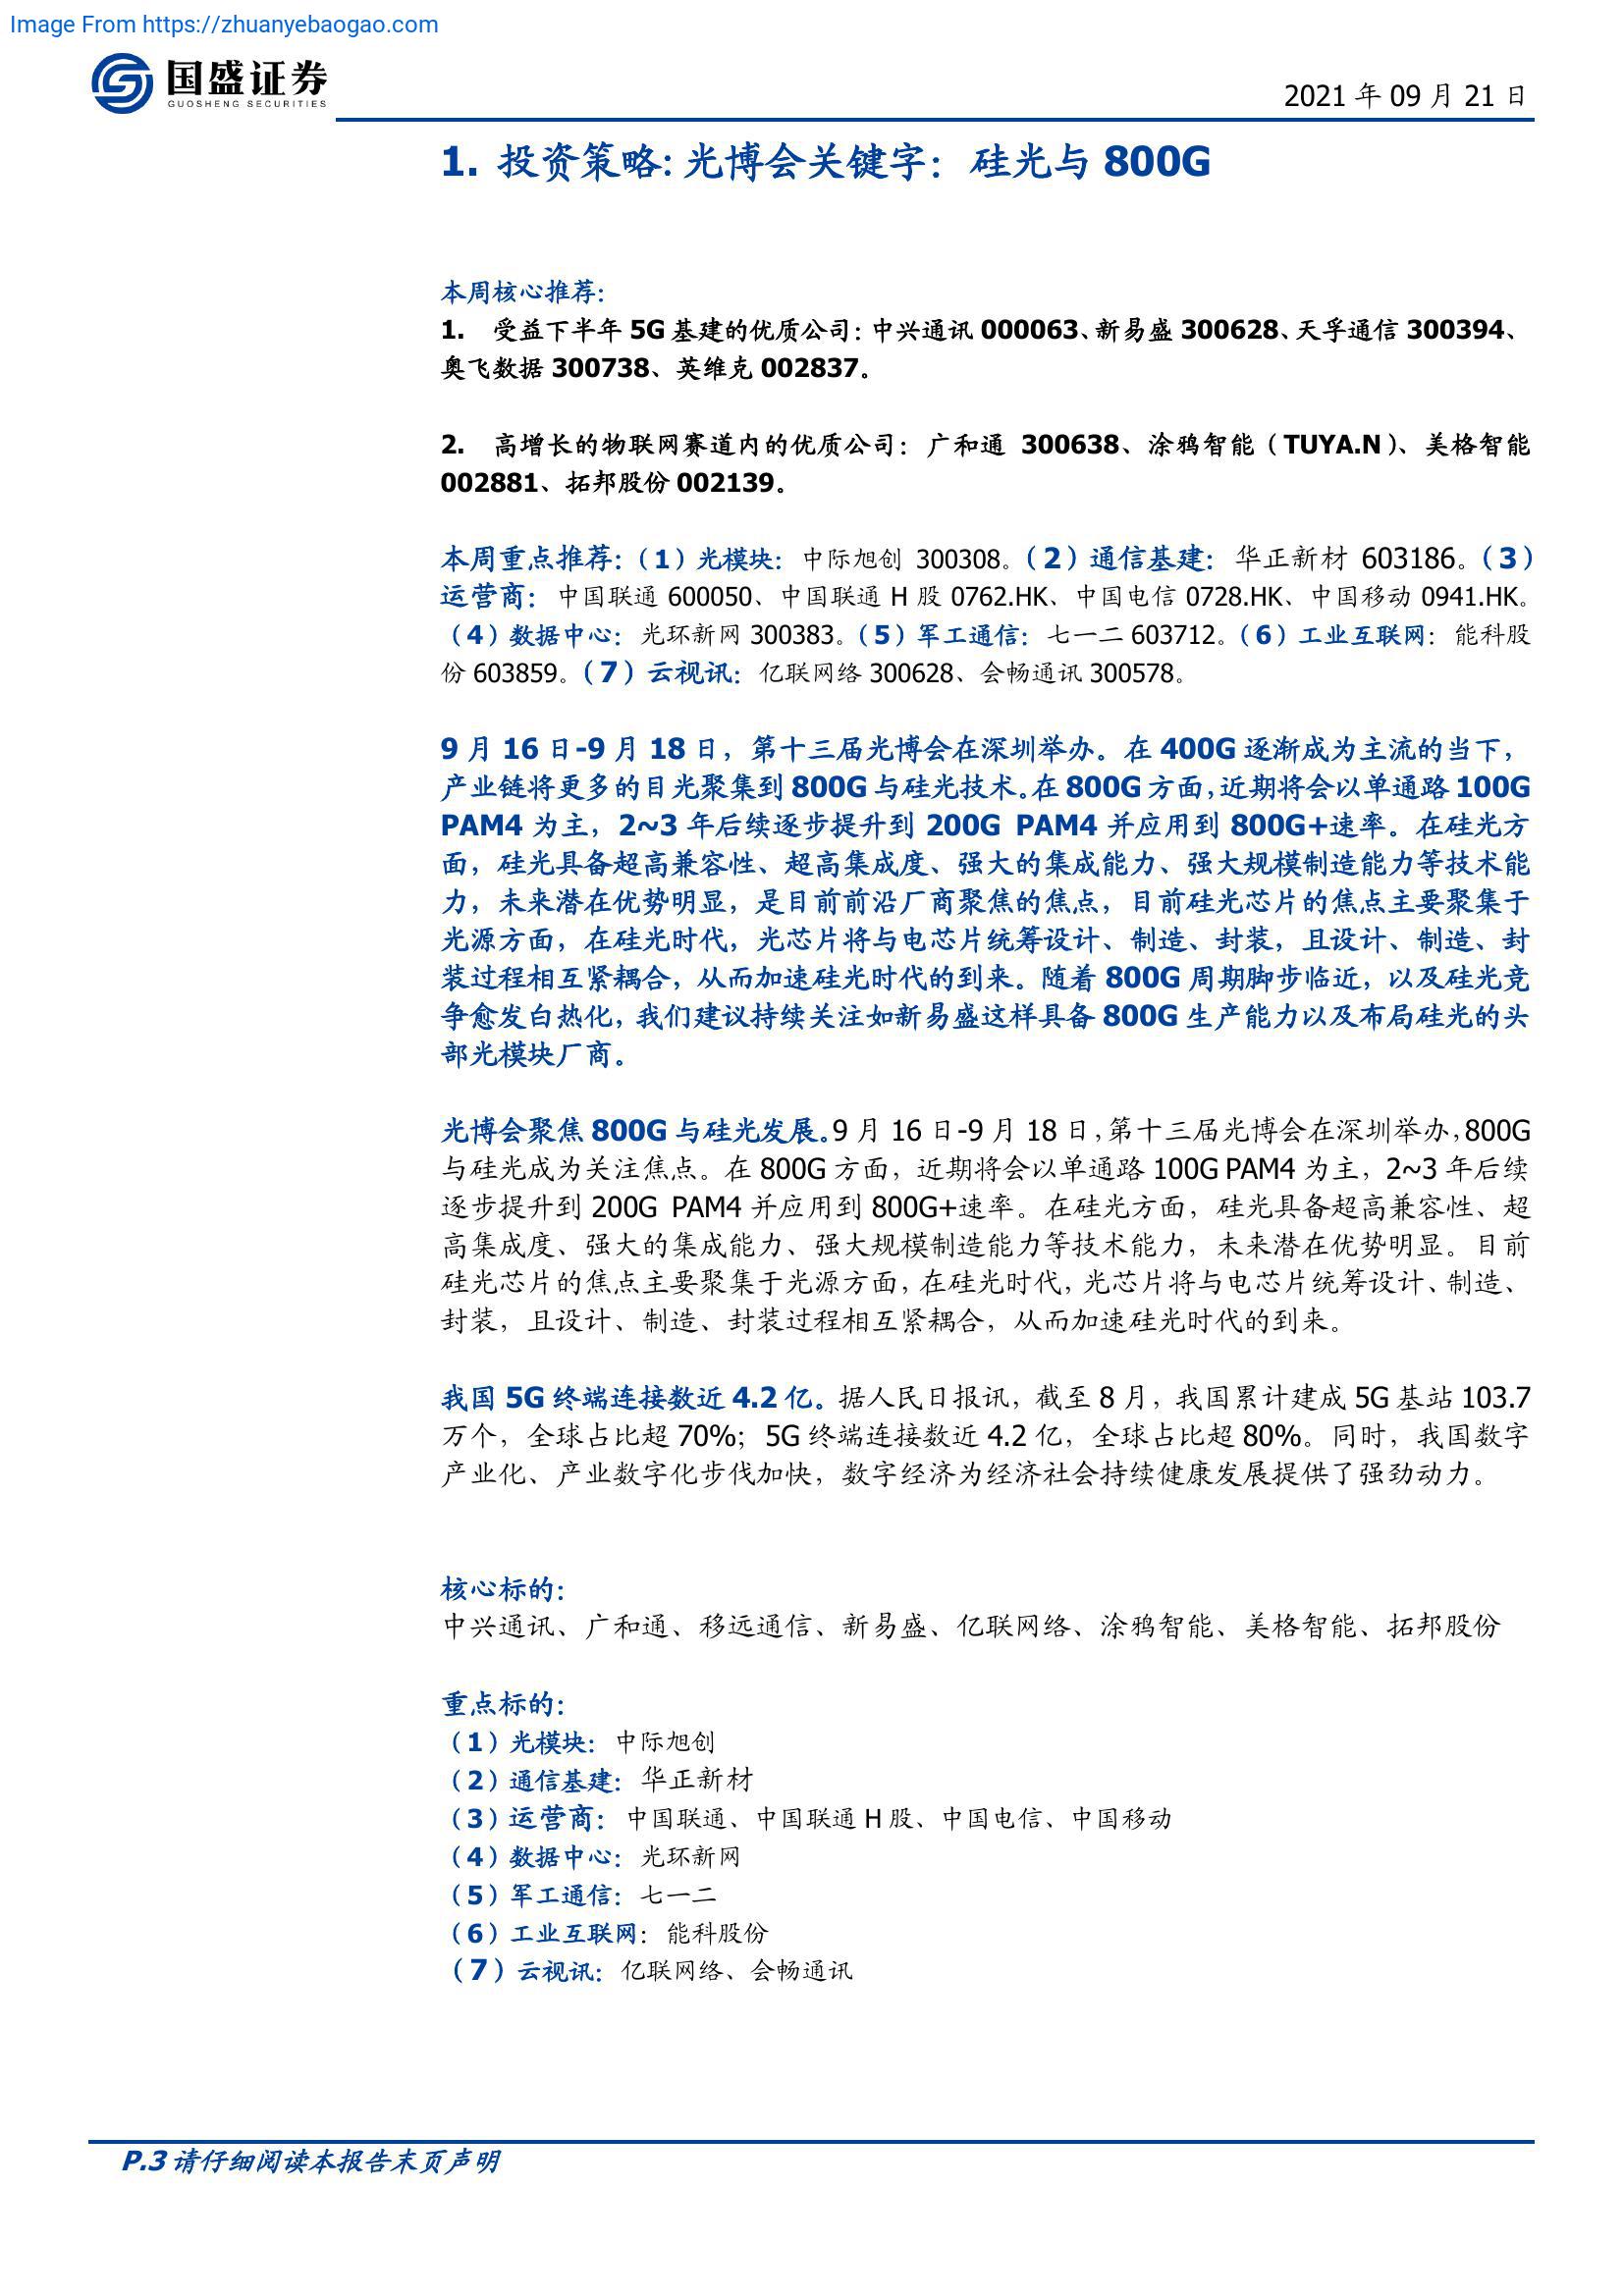 Image From https://zhuanyebaogao.com
国盛证券
GUOSHENG SECURITIES
2021 年 09 月 21 日
1. 投资策略: 光博会关键字： 硅光与 800G
本周核心推荐：
1. 受益下半年 5G 基建的优质公司：中兴通讯 000063、新易盛 300628、天孚通信 300394、
奥飞数据 300738、英维克 002837。
2. 高增长的物联网赛道内的优质公司：广和通 300638、涂鸦智能（TUYA.N）、美格智能
002881、拓邦股份 002139。
本周重点推荐：（1）光模块： 中际旭创 300308。（2）通信基建： 华正新材 603186。（3）
运营商： 中国联通 600050、中国联通 H 股 0762.HK、中国电信 0728.HK、中国移动 0941.HK。
（4）数据中心： 光环新网 300383。（5）军工通信： 七一二 603712。（6）工业互联网： 能科股
份 603859。（7）云视讯： 亿联网络 300628、会畅通讯 300578。
9 月 16 日-9 月 18 日，第十三届光博会在深圳举办。在 400G 逐渐成为主流的当下，
产业链将更多的目光聚集到 800G 与硅光技术。在 800G 方面，近期将会以单通路 100G
PAM4 为主，2~3 年后续逐步提升到 200G PAM4 并应用到 800G+速率。在硅光方
面，硅光具备超高兼容性、超高集成度、强大的集成能力、强大规模制造能力等技术能
力，未来潜在优势明显，是目前前沿厂商聚焦的焦点，目前硅光芯片的焦点主要聚集于
光源方面，在硅光时代，光芯片将与电芯片统筹设计、制造、封装，且设计、制造、封
装过程相互紧耦合，从而加速硅光时代的到来。随着 800G 周期脚步临近，以及硅光竞
争愈发白热化，我们建议持续关注如新易盛这样具备 800G 生产能力以及布局硅光的头
部光模块厂商。
光博会聚焦 800G 与硅光发展。9 月 16 日-9 月 18 日，第十三届光博会在深圳举办，800G
与硅光成为关注焦点。在 800G 方面，近期将会以单通路 100G PAM4 为主，2~3 年后续
逐步提升到 200G PAM4 并应用到 800G+速率。在硅光方面，硅光具备超高兼容性、超
高集成度、强大的集成能力、强大规模制造能力等技术能力，未来潜在优势明显。目前
硅光芯片的焦点主要聚集于光源方面，在硅光时代，光芯片将与电芯片统筹设计、制造、
封装，且设计、制造、封装过程相互紧耦合，从而加速硅光时代的到来。
我国 5G 终端连接数近 4.2 亿。据人民日报讯，截至 8 月，我国累计建成 5G 基站 103.7
万个，全球占比超 70%；5G 终端连接数近 4.2 亿，全球占比超 80%。同时，我国数字
产业化、产业数字化步伐加快，数字经济为经济社会持续健康发展提供了强劲动力。
核心标的：
中兴通讯、广和通、移远通信、新易盛、亿联网络、涂鸦智能、美格智能、拓邦股份
重点标的：
（1）光模块： 中际旭创
（2）通信基建： 华正新材
（3）运营商： 中国联通、中国联通 H 股、中国电信、中国移动
（4）数据中心： 光环新网
（5）军工通信： 七一二
（6）工业互联网： 能科股份
（7）云视讯： 亿联网络、会畅通讯
P.3 请仔细阅读本报告末页声明